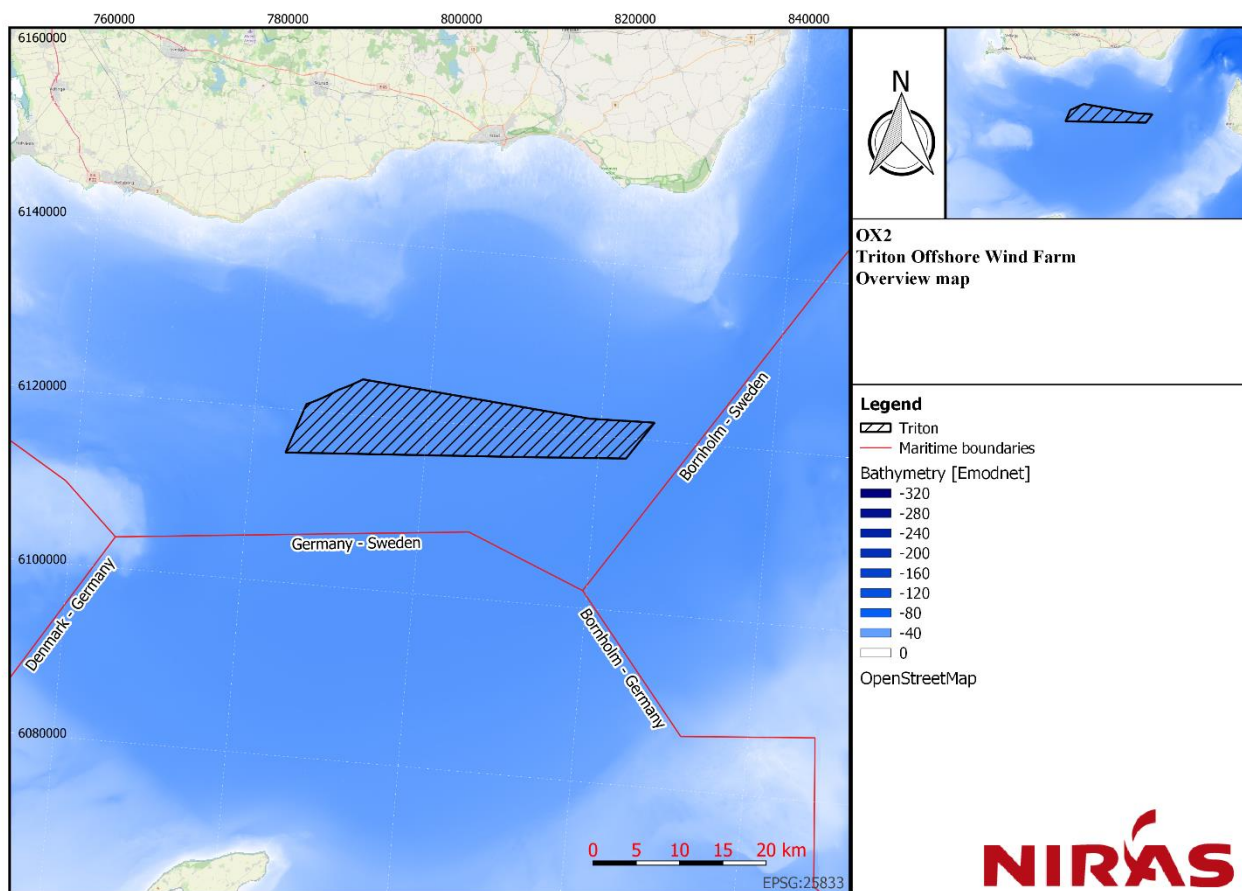 760000
780000
800000
820000
840000
6160000
6140000
6120000
6100000
6080000
Bornholm - Sweden
Germany - Sweden
Denmark - Germany
Bornholm - Germany
0 5 10 15 20 km
EPSG:25833
N
OX2
Triton Offshore Wind Farm
Overview map
Legend
Triton
Maritime boundaries
Bathymetry [Emodnet]
-320
-280
-240
-200
-160
-120
-80
-40
0
OpenStreetMap
NIRAS